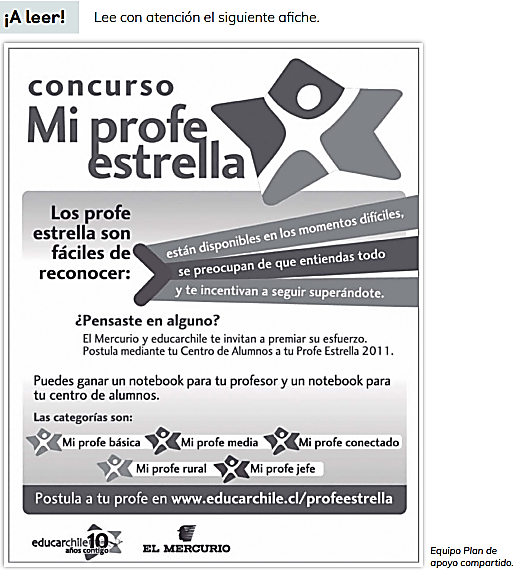 ¡A leer!
Lee con atención el siguiente afiche.
concurso
Mi profe
estrella
Los profe
estrella son
fáciles de
reconocer:
están disponibles en los momentos difíciles,
se preocupan de que entiendas todo
y te incentivan a seguir superándote.
¿Pensaste en alguno?
El Mercurio y educarchile te invitan a premiar su esfuerzo.
Postula mediante tu Centro de Alumnos a tu Profe Estrella 2011.
Puedes ganar un notebook para tu profesor y un notebook para
tu centro de alumnos.
Las categorías son:
Mi profe básica Mi profe media Mi profe conectado
Mi profe rural Mi profe jefe
Postula a tu profe en www.educarchile.cl/profeestrella
educarchile 10
años contigo
EL MERCURIO
Equipo Plan de
apoyo compartido.